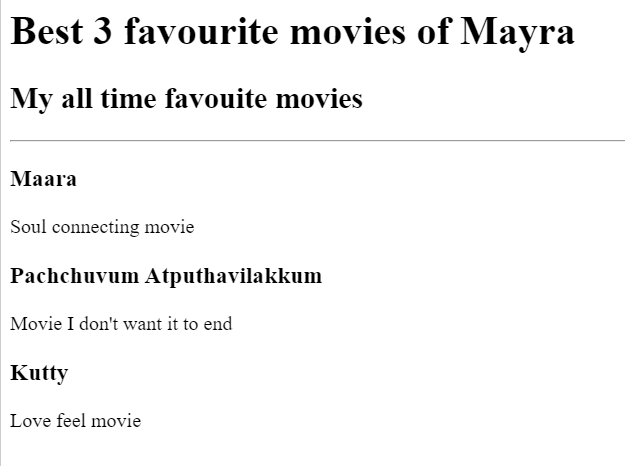 Best 3 favourite movies of Mayra
My all time favouite movies
Maara
Soul connecting movie
Pachchuvum Atputhavilakkum
Movie I don't want it to end
Kutty
Love feel movie